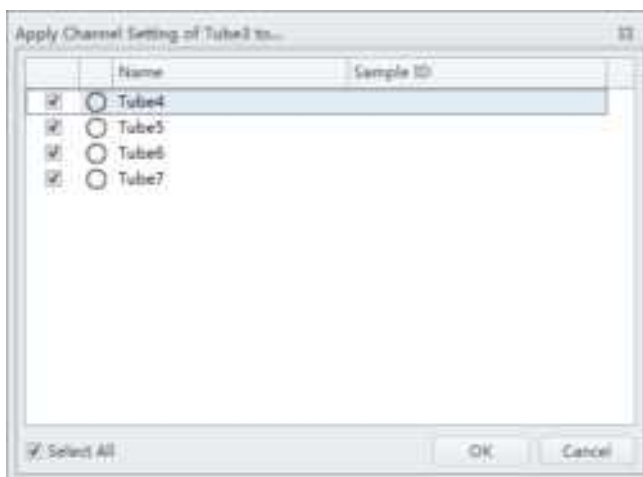 Apply Channel Setting of Tube3 to...
Name Sample ID
Tube4
Tube5
Tube6
Tube7
Select All OK Cancel